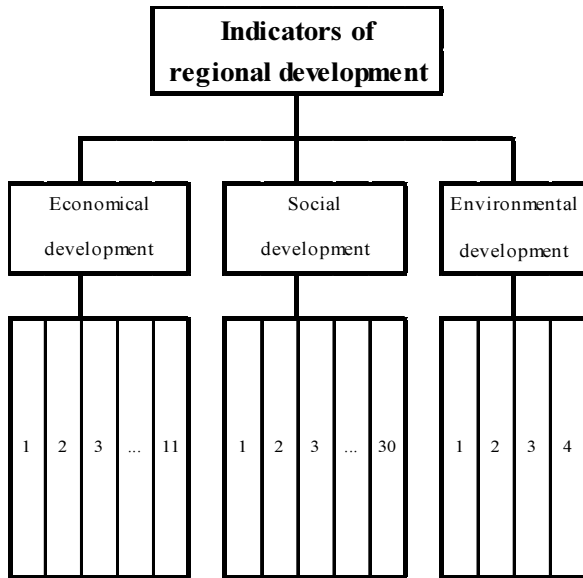 Indicators of
regional development
Economical
development
Social
development
Environmental
development
1 2 3 ... 11
1 2 3 ... 30
1 2 3 4